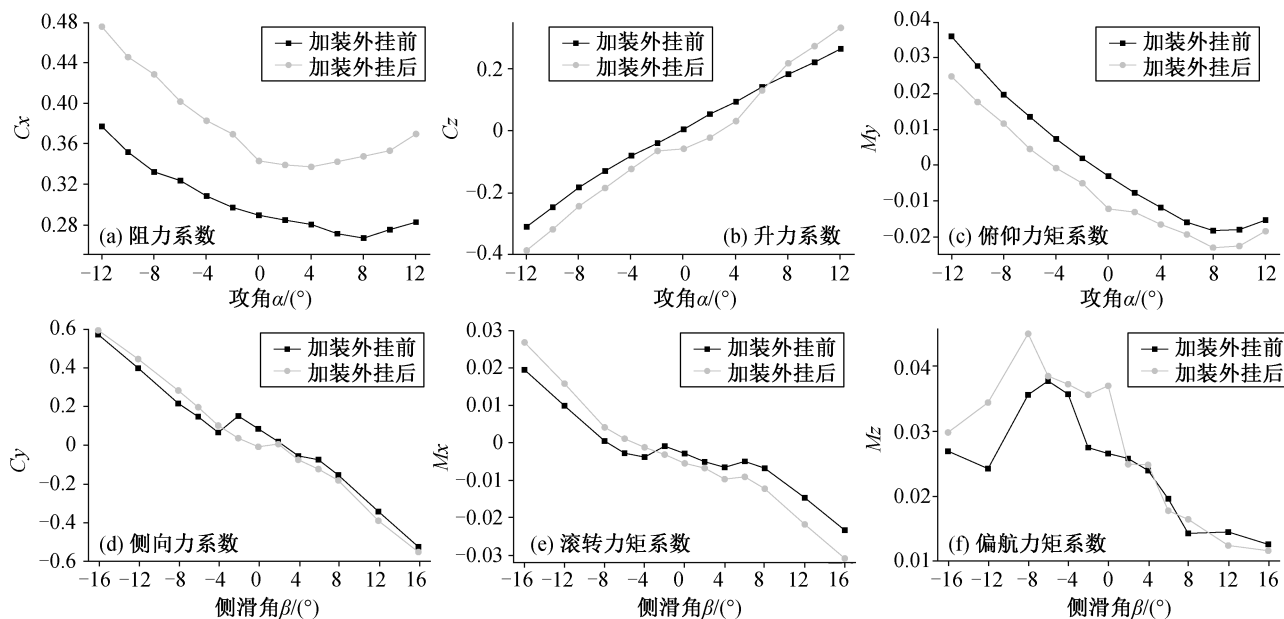 0.48
0.44
0.40
0.36
0.32
0.28
Cx
加装外挂前
加装外挂后
(a) 阻力系数
−12 −8 −4 0 4 8 12
攻角α/(°)
0.2
0
−0.2
−0.4
Cz
加装外挂前
加装外挂后
(b) 升力系数
−12 −8 −4 0 4 8 12
攻角α/(°)
0.04
0.03
0.02
0.01
0
−0.01
−0.02
My
加装外挂前
加装外挂后
(c) 俯仰力矩系数
−12 −8 −4 0 4 8 12
攻角α/(°)
0.6
0.4
0.2
0
−0.2
−0.4
−0.6
Cy
加装外挂前
加装外挂后
(d) 侧向力系数
−16 −12 −8 −4 0 4 8 12 16
侧滑角β/(°)
0.03
0.02
0.01
0
−0.01
−0.02
−0.03
Mx
加装外挂前
加装外挂后
(e) 滚转力矩系数
−16 −12 −8 −4 0 4 8 12 16
侧滑角β/(°)
0.05
0.04
0.03
0.02
0.01
Mz
加装外挂前
加装外挂后
(f) 偏航力矩系数
−16 −12 −8 −4 0 4 8 12 16
侧滑角β/(°)